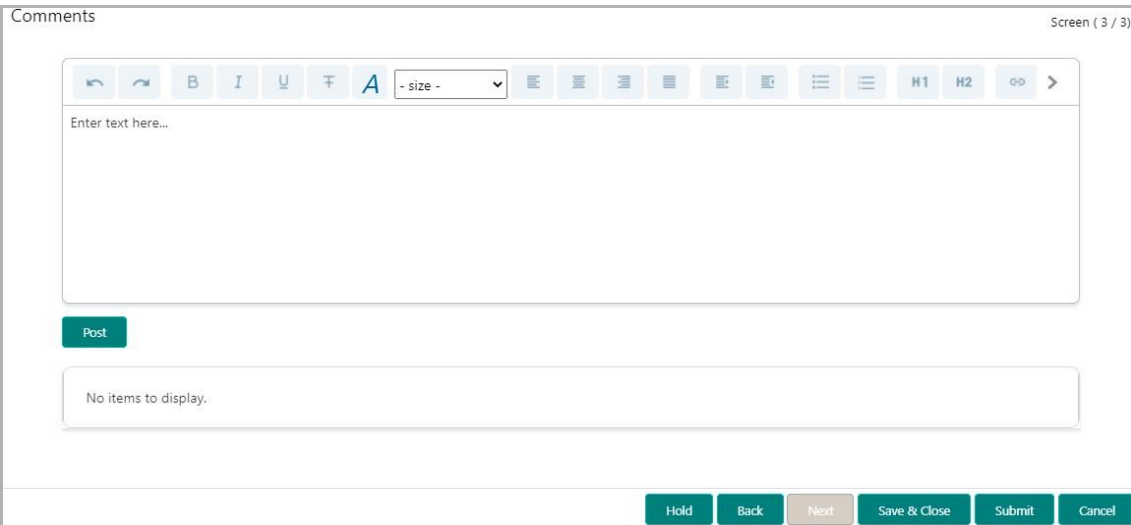 Comments
Screen ( 3 / 3)
B I U T A - size - H1 H2
Enter text here...
Post
No items to display.
Hold Back Next Save & Close Submit Cancel